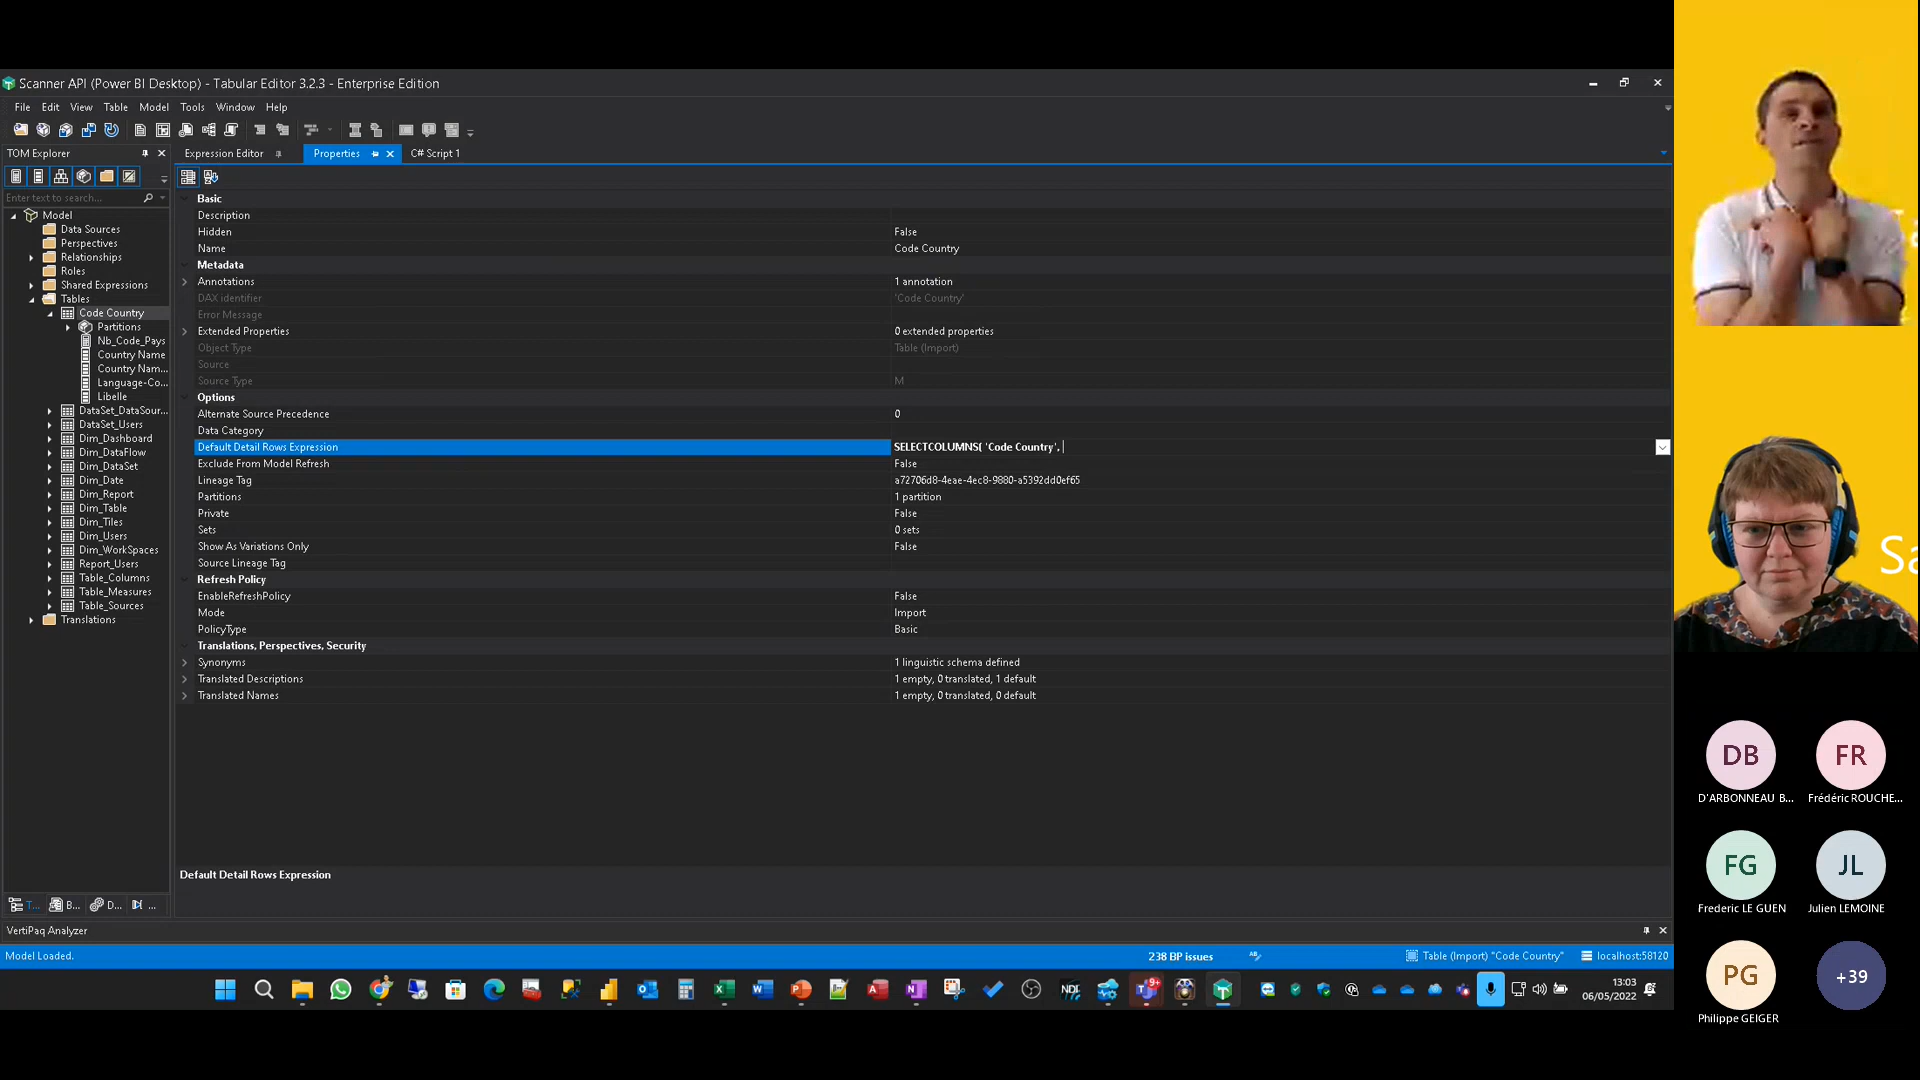 Scanner API (Power BI Desktop) - Tabular Editor 3.2.3 - Enterprise Edition
File Edit View Table Model Tools Window Help
TOM Explorer
Expression Editor
Properties
C# Script 1
Enter text to search...
Model
Data Sources
Perspectives
Relationships
Roles
Shared Expressions
Tables
Code Country
Partitions
Nb_Code_Pays
Country Name
Country Nam...
Language-Co...
Libelle
DataSet_DataSour...
DataSet_Users
Dim_Dashboard
Dim_DataFlow
Dim_DataSet
Dim_Date
Dim_Report
Dim_Table
Dim_Tiles
Dim_Users
Dim_WorkSpaces
Report_Users
Table_Columns
Table_Measures
Table_Sources
Translations
T... B... D... ...
Basic
Description
Hidden False
Name Code Country
Metadata
Annotations 1 annotation
DAX identifier 'Code Country'
Error Message
Extended Properties 0 extended properties
Object Type Table (Import)
Source
Source Type M
Options
Alternate Source Precedence 0
Data Category
Default Detail Rows Expression SELECTCOLUMNS( 'Code Country',
Exclude From Model Refresh False
Lineage Tag a72706d8-4eae-4ec8-9880-a5392dd0ef65
Partitions 1 partition
Private False
Sets 0 sets
Show As Variations Only False
Source Lineage Tag
Refresh Policy
EnableRefreshPolicy False
Mode Import
PolicyType Basic
Translations, Perspectives, Security
Synonyms 1 linguistic schema defined
Translated Descriptions 1 empty, 0 translated, 1 default
Translated Names 1 empty, 0 translated, 0 default
Default Detail Rows Expression
VertiPaq Analyzer
Model Loaded.
238 BP issues
Table (Import) "Code Country"
localhost:58120
NDI
9+
13:03
06/05/2022
Sa
DB
D'ARBONNEAU B...
FR
Frédéric ROUCHE...
FG
Frederic LE GUEN
JL
Julien LEMOINE
PG
Philippe GEIGER
+39